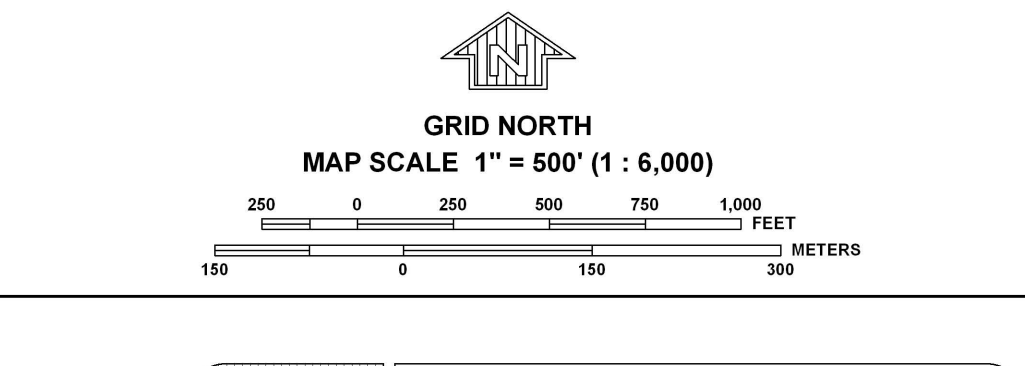 N
GRID NORTH
MAP SCALE 1" = 500' (1 : 6,000)
250 0 250 500 750 1,000
FEET
METERS
150 0 150 300